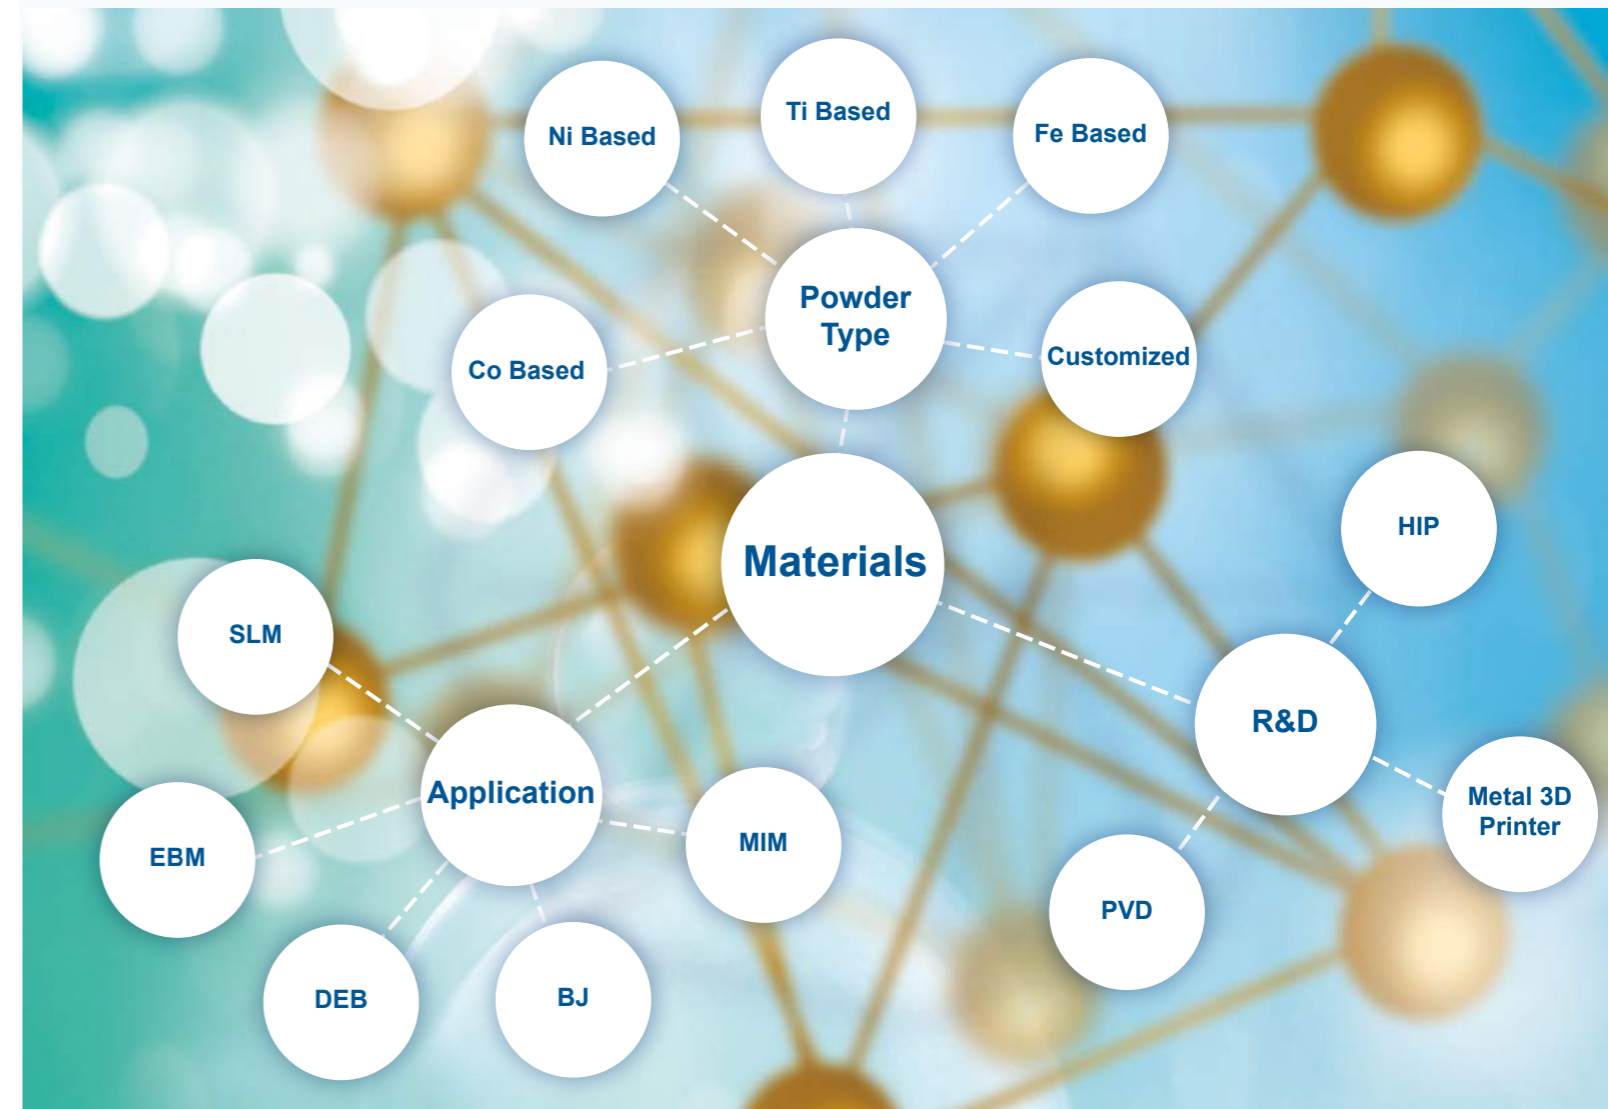 Ti Based
Ni Based
Fe Based
Powder
Type
Customized
Co Based
Materials
HIP
SLM
R&D
Application
Metal 3D
Printer
MIM
EBM
PVD
DEB
BJ